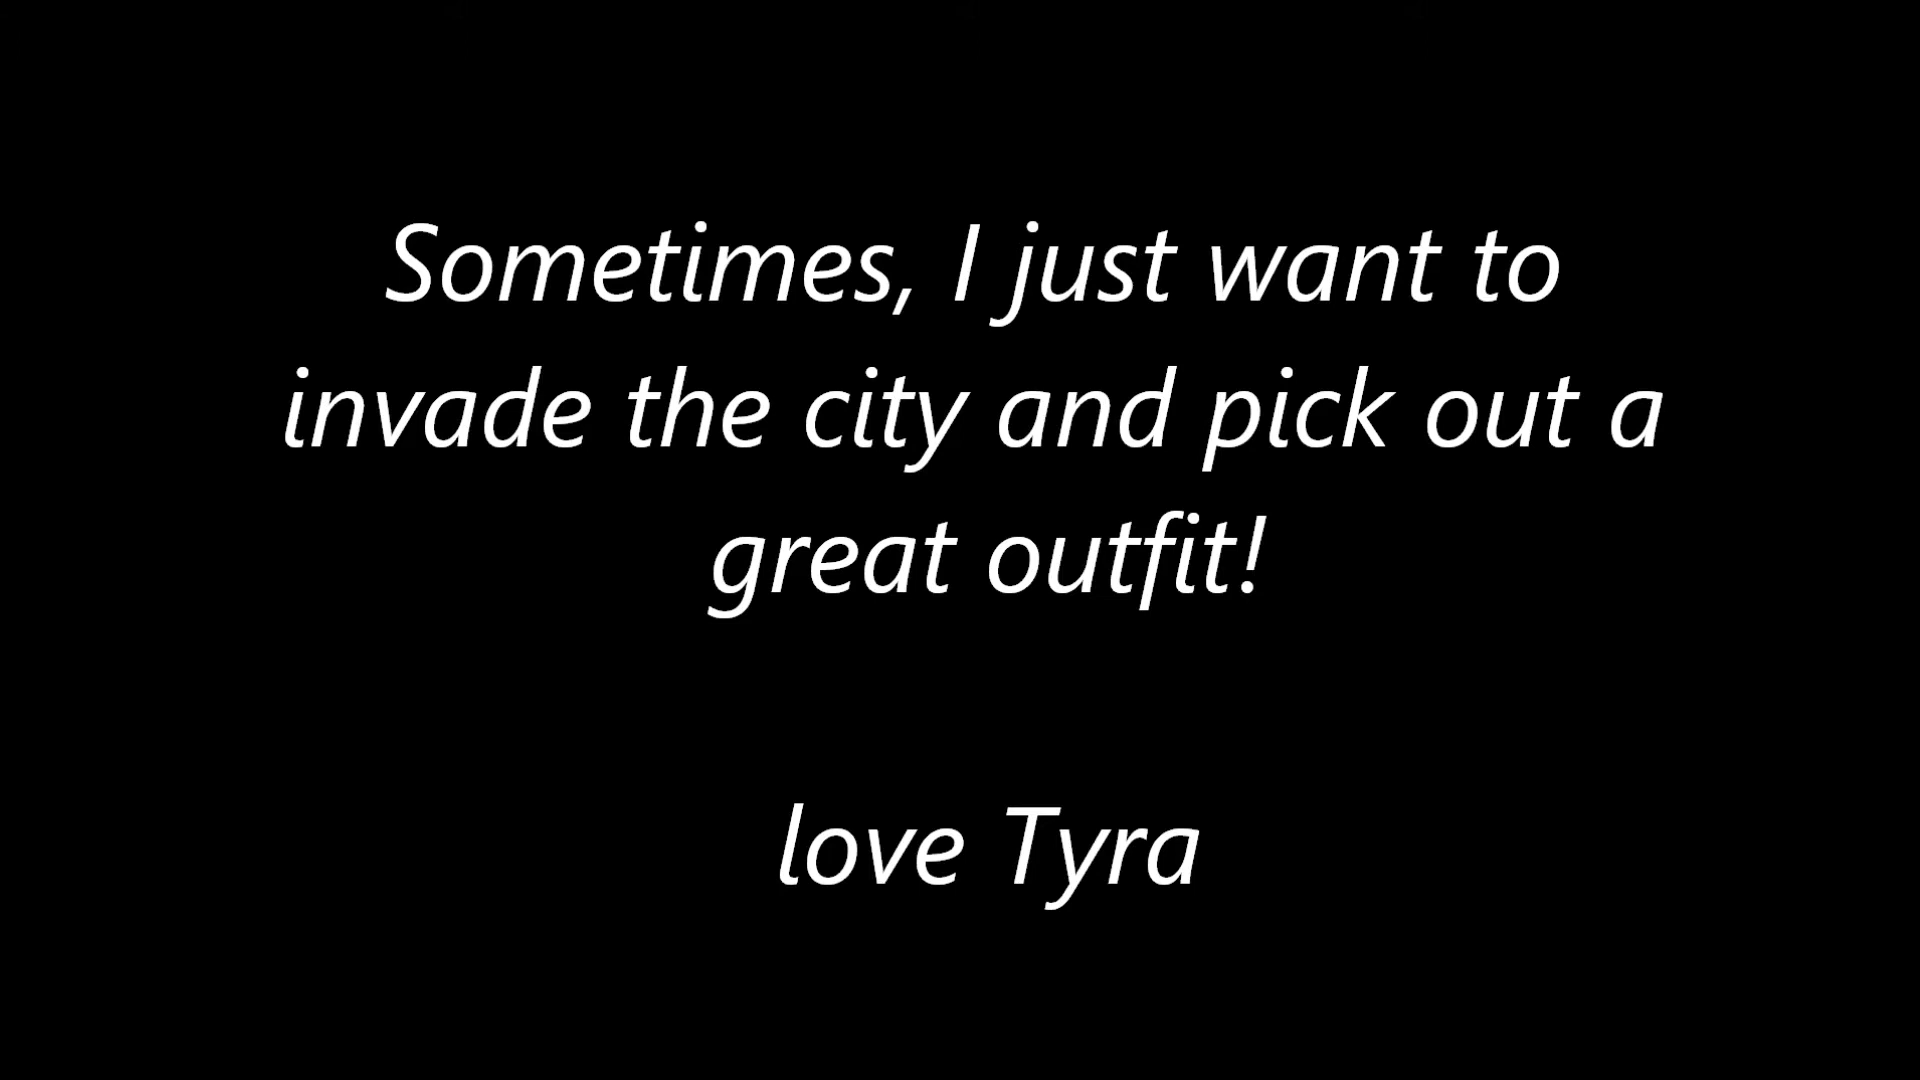 Sometimes, I just want to
invade the city and pick out a
great outfit!
love Tyra